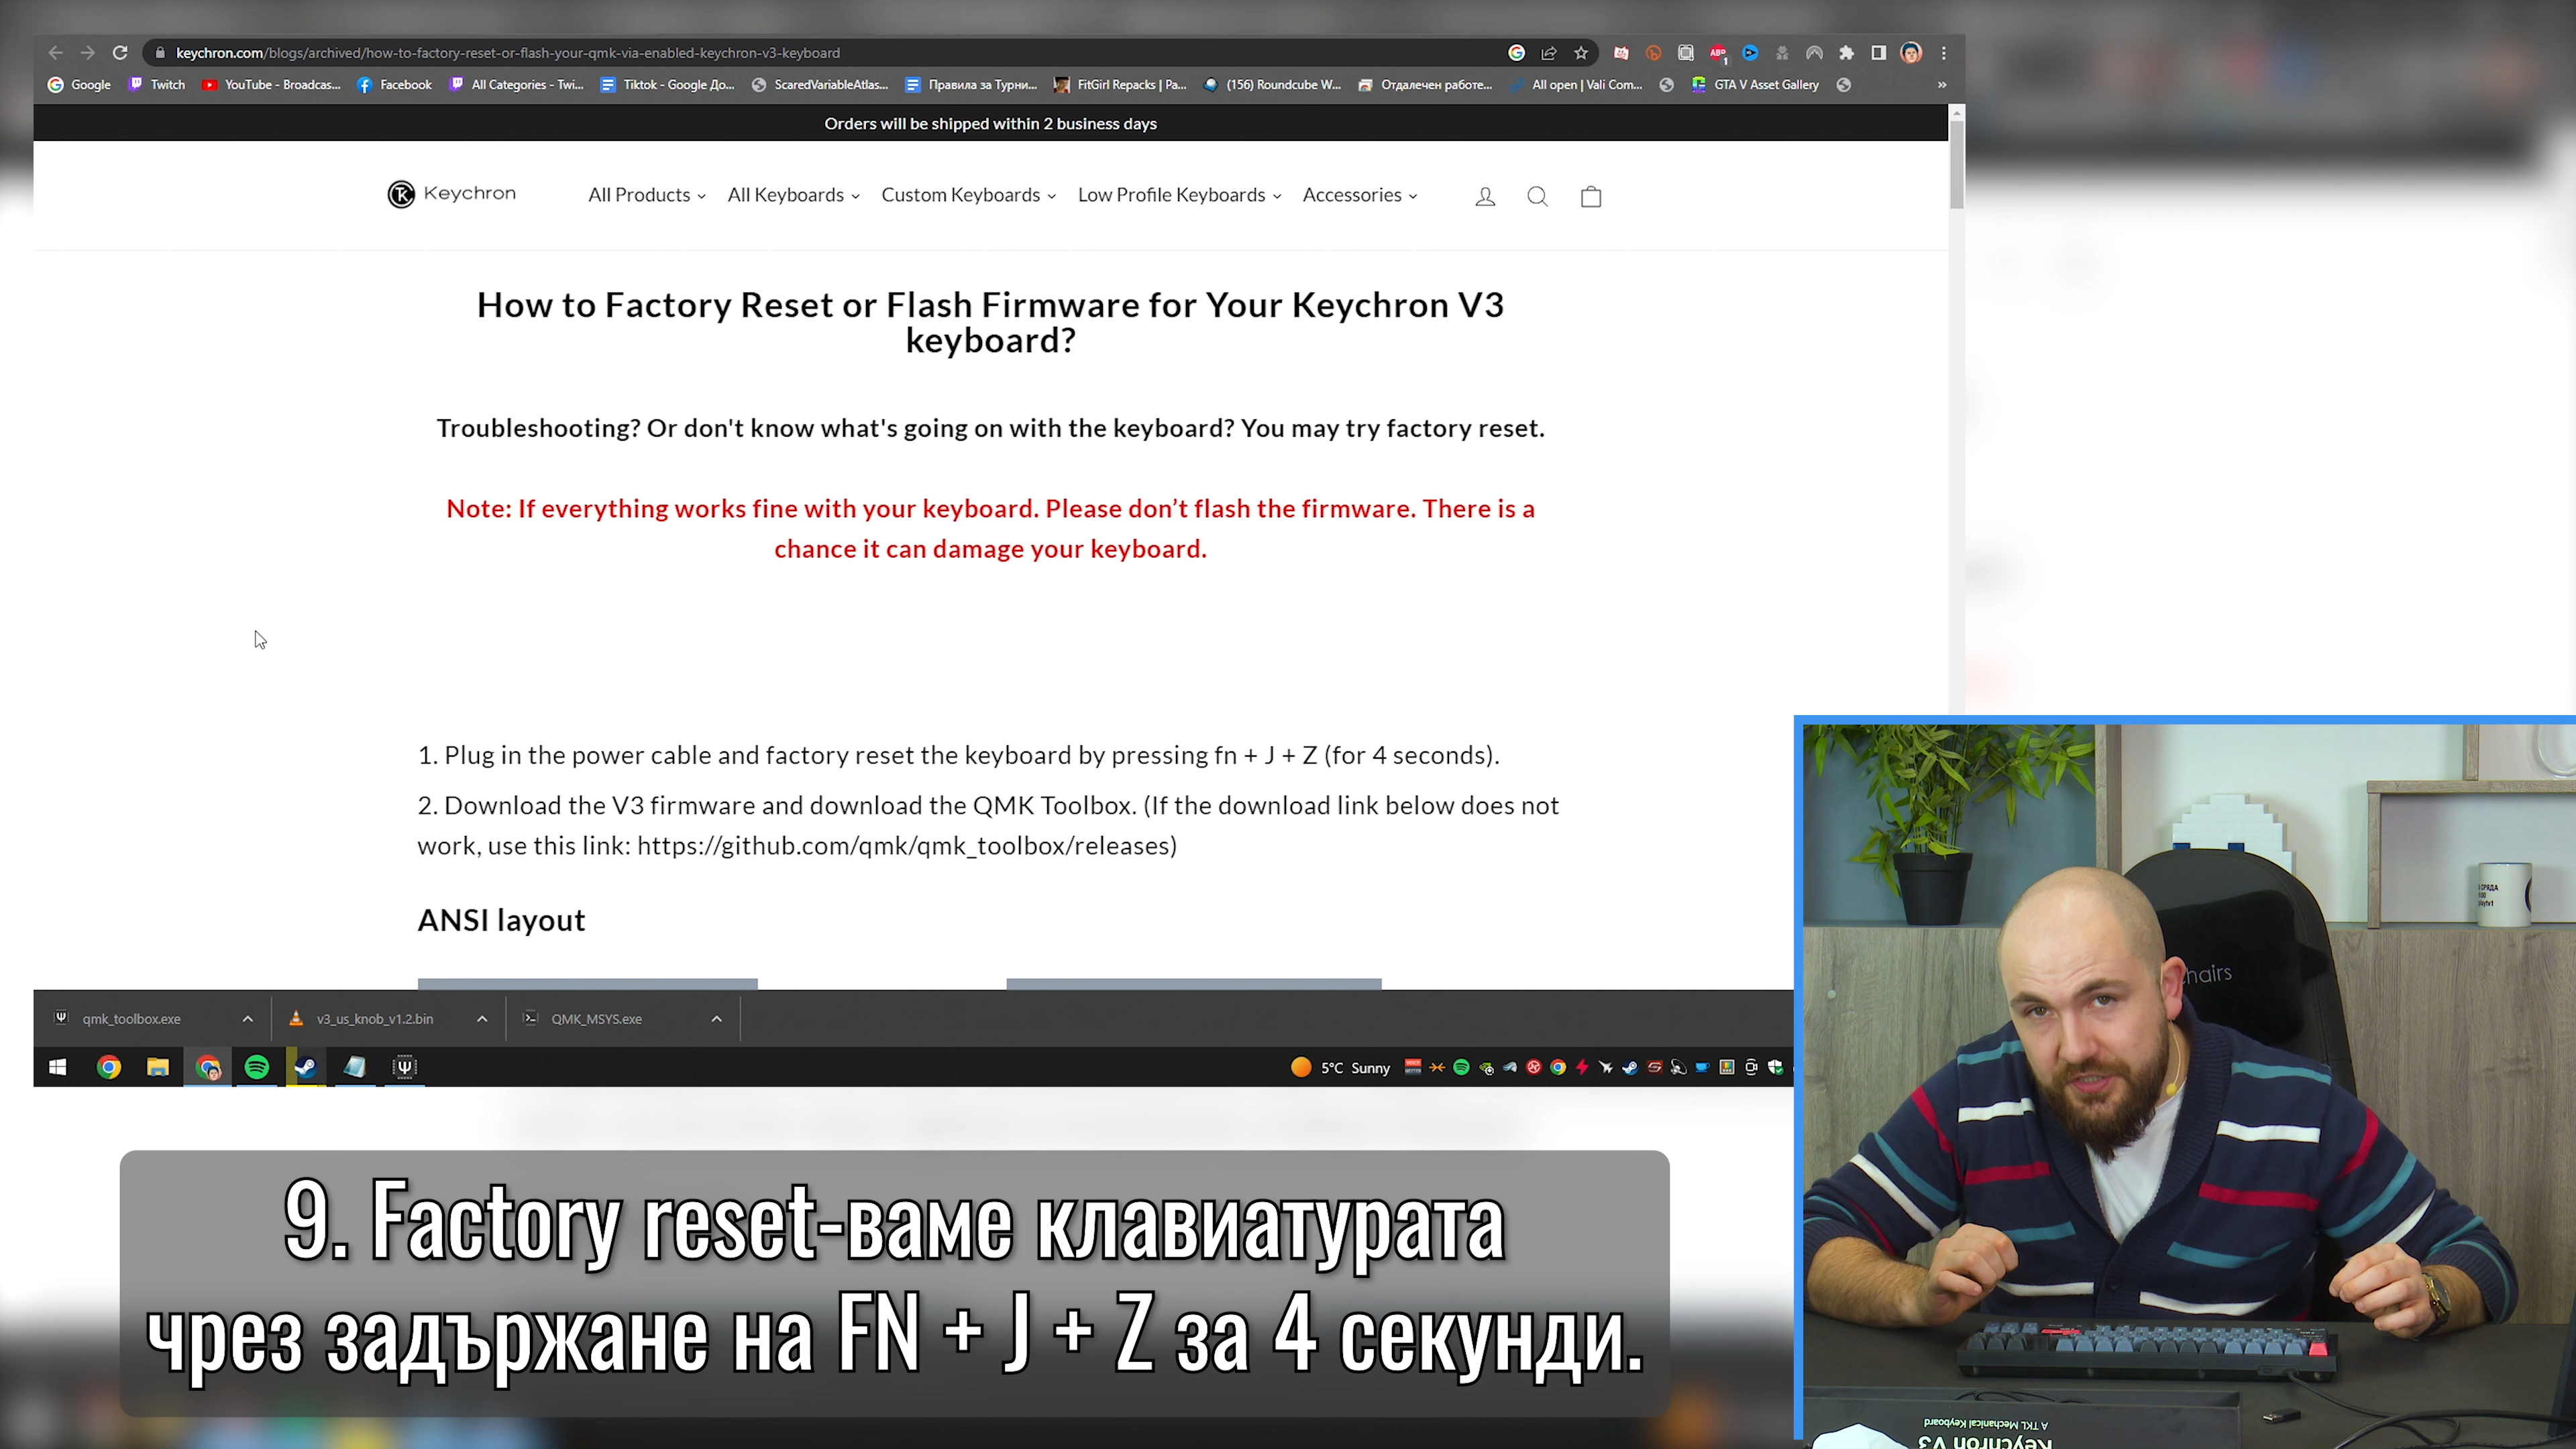 keychron.com/blogs/archived/how-to-factory-reset-or-flash-your-qmk-via-enabled-keychron-v3-keyboard
ABP
1
Google
Twitch
YouTube - Broadcas...
Facebook
All Categories - Twi...
Tiktok - Google До...
ScaredVariableAtlas...
Правила за Турни...
FitGirl Repacks | Pa...
(156) Roundcube W...
Отдалечен работе...
All open | Vali Com...
GTA V Asset Gallery
»
Orders will be shipped within 2 business days
Keychron
All Products
All Keyboards
Custom Keyboards
Low Profile Keyboards
Accessories
How to Factory Reset or Flash Firmware for Your Keychron V3
keyboard?
Troubleshooting? Or don't know what's going on with the keyboard? You may try factory reset.
Note: If everything works fine with your keyboard. Please don’t flash the firmware. There is a
chance it can damage your keyboard.
1. Plug in the power cable and factory reset the keyboard by pressing fn + J + Z (for 4 seconds).
2. Download the V3 firmware and download the QMK Toolbox. (If the download link below does not
work, use this link: https://github.com/qmk/qmk_toolbox/releases)
ANSI layout
qmk_toolbox.exe
v3_us_knob_v1.2.bin
QMK_MSYS.exe
5°C Sunny
СРЯДА
hairs
9. Factory reset-ваме клавиатурата
чрез задържане на FN + J + Z за 4 секунди.
A TKL Mechanical Keyboard
Keychron V3